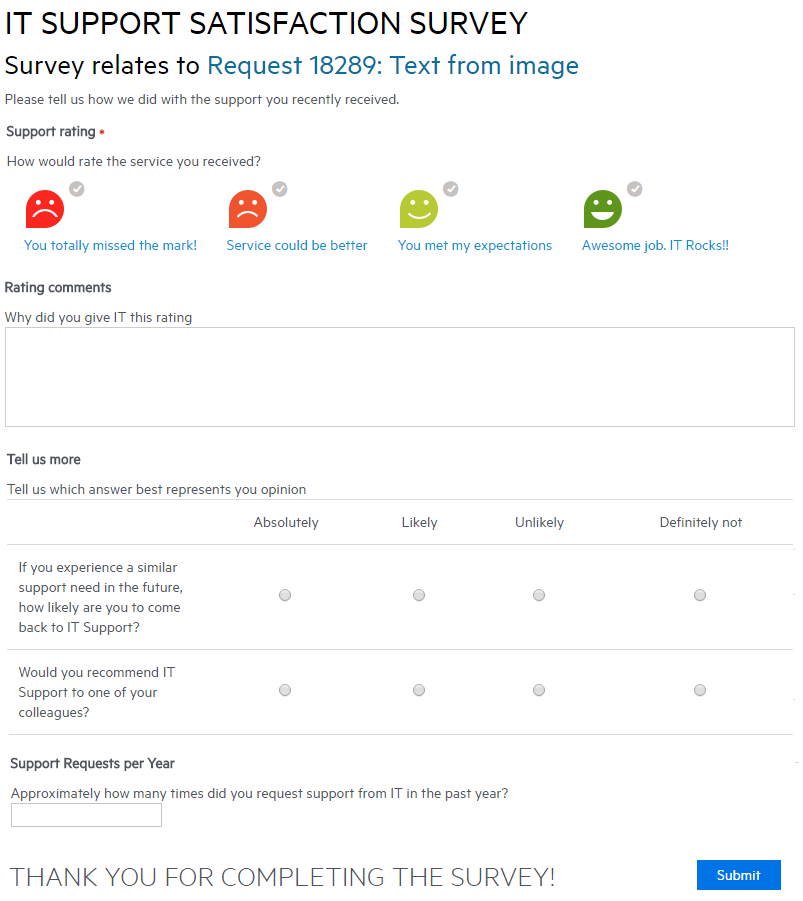 IT SUPPORT SATISFACTION SURVEY
Survey relates to Request 18289: Text from image
Please tell us how we did with the support you recently received.
Support rating *
How would rate the service you received?
You totally missed the mark! Service could be better You met my expectations Awesome job. IT Rocks!!
Rating comments
Why did you give IT this rating
Tell us more
Tell us which answer best represents you opinion
Absolutely Likely Unlikely Definitely not
If you experience a similar
support need in the future,
how likely are you to come
back to IT Support?
Would you recommend IT
Support to one of your
colleagues?
Support Requests per Year
Approximately how many times did you request support from IT in the past year?
THANK YOU FOR COMPLETING THE SURVEY! Submit